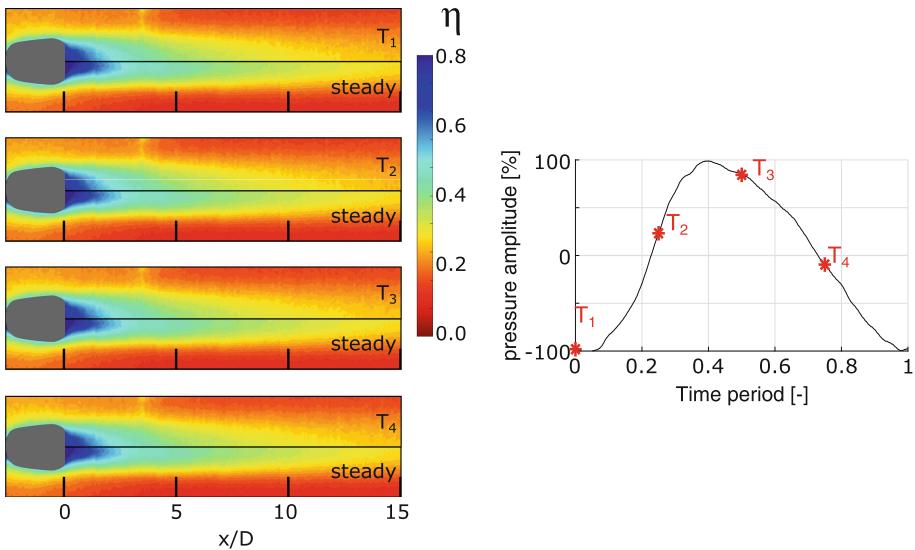 η
T1
steady
T2
steady
T3
steady
T4
steady
0 5 10 15
x/D
0.8
0.6
0.4
0.2
0.0
pressure amplitude [%]
100
0
-100
T1
T2
T3
T4
0 0.2 0.4 0.6 0.8 1
Time period [-]